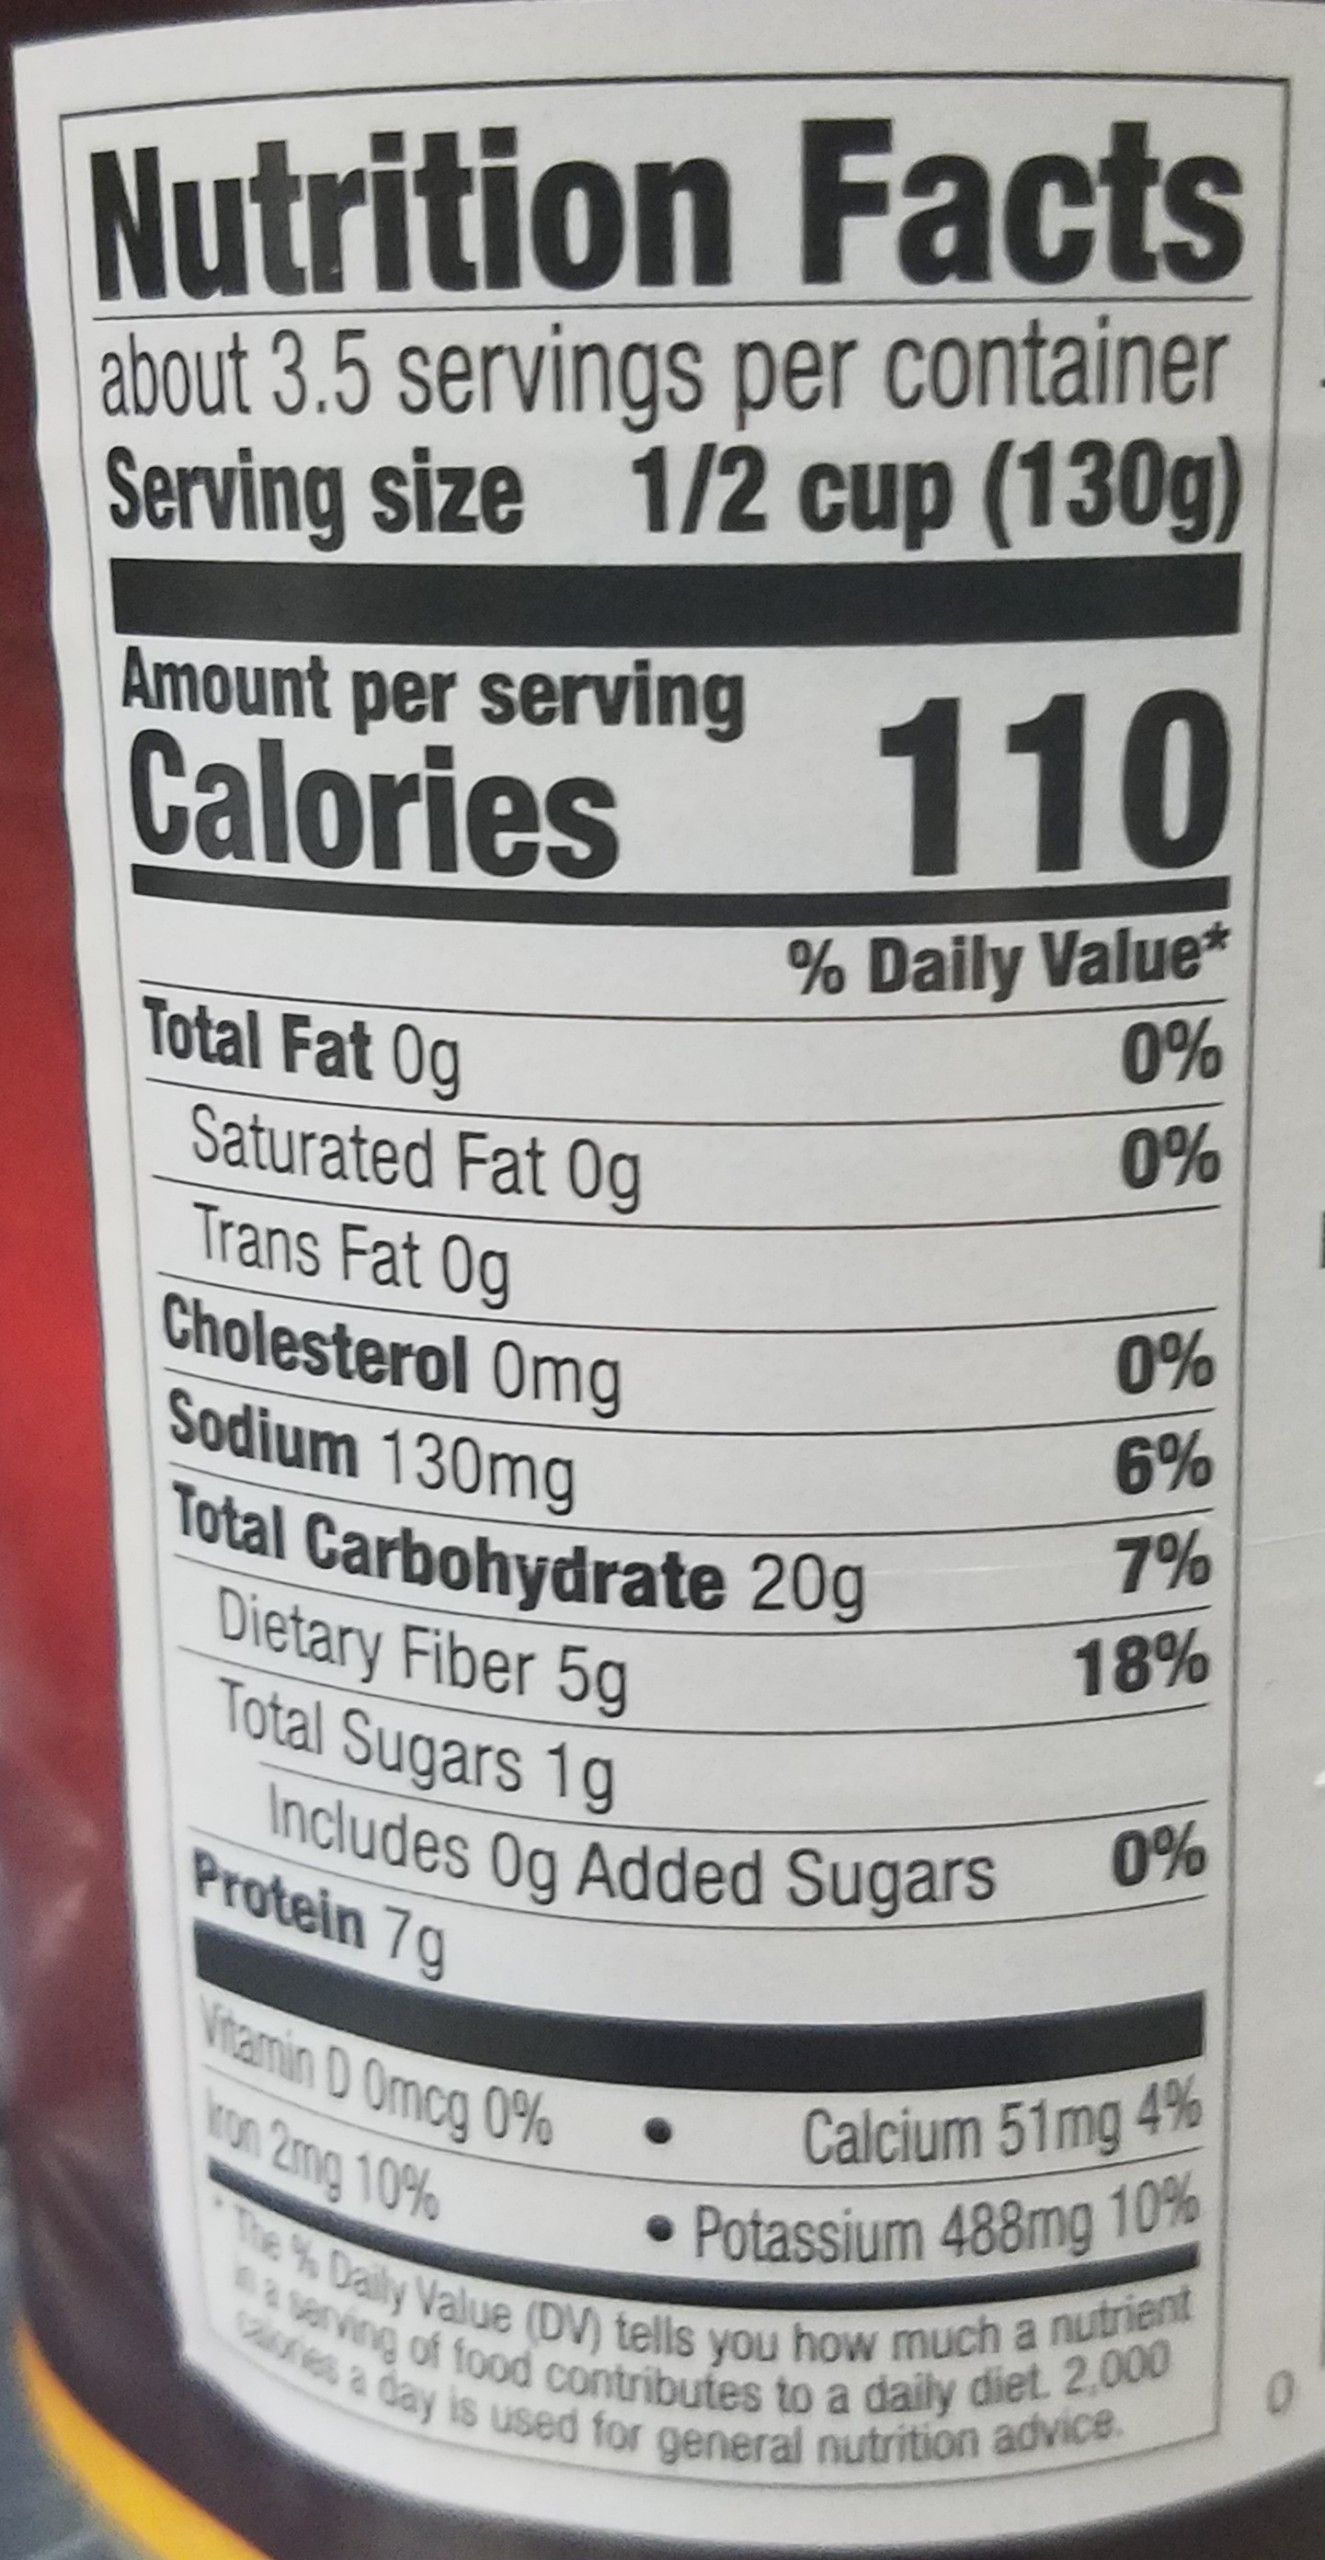 Nutrition Facts
about 3.5 servings per container
Serving size 1/2 cup (130g)
Amount per serving
Calories 110
% Daily Value*
Total Fat 0g 0%
Saturated Fat 0g 0%
Trans Fat 0g
Cholesterol 0mg 0%
Sodium 130mg 6%
Total Carbohydrate 20g 7%
Dietary Fiber 5g 18%
Total Sugars 1g
Includes 0g Added Sugars 0%
Protein 7g
Vitamin D 0mcg 0% • Calcium 51mg 4%
Iron 2mg 10% • Potassium 488mg 10%
* The % Daily Value (DV) tells you how much a nutrient
in a serving of food contributes to a daily diet. 2,000
calories a day is used for general nutrition advice.